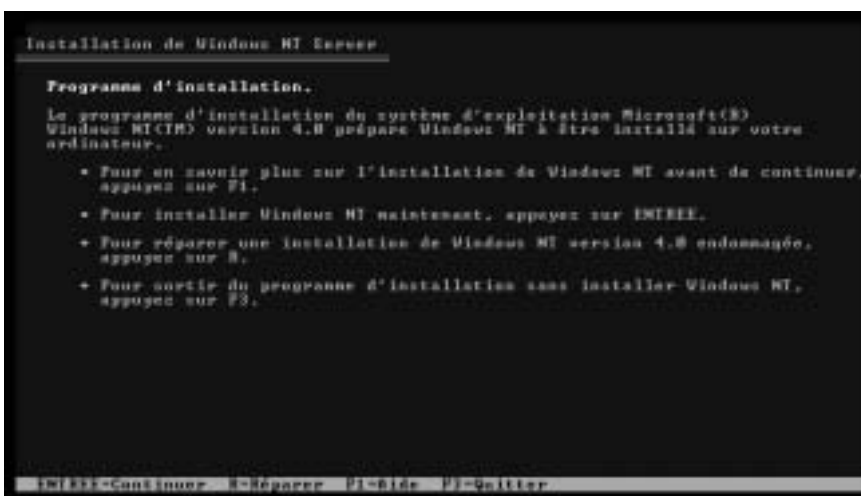 Installation de Windows NT Server
Programme d'installation.
Le programme d'installation du système d'exploitation Microsoft(R)
Windows NT(TM) version 4.0 prépare Windows NT à être installé sur votre
ordinateur.
• Pour en savoir plus sur l'installation de Windows NT avant de continuer,
appuyez sur F1.
• Pour installer Windows NT maintenant, appuyez sur ENTREE.
• Pour réparer une installation de Windows NT version 4.0 endommagée,
appuyez sur R.
• Pour sortir du programme d'installation sans installer Windows NT,
appuyez sur F3.
ENTREE=Continuer R=Réparer F1=Aide F3=Quitter